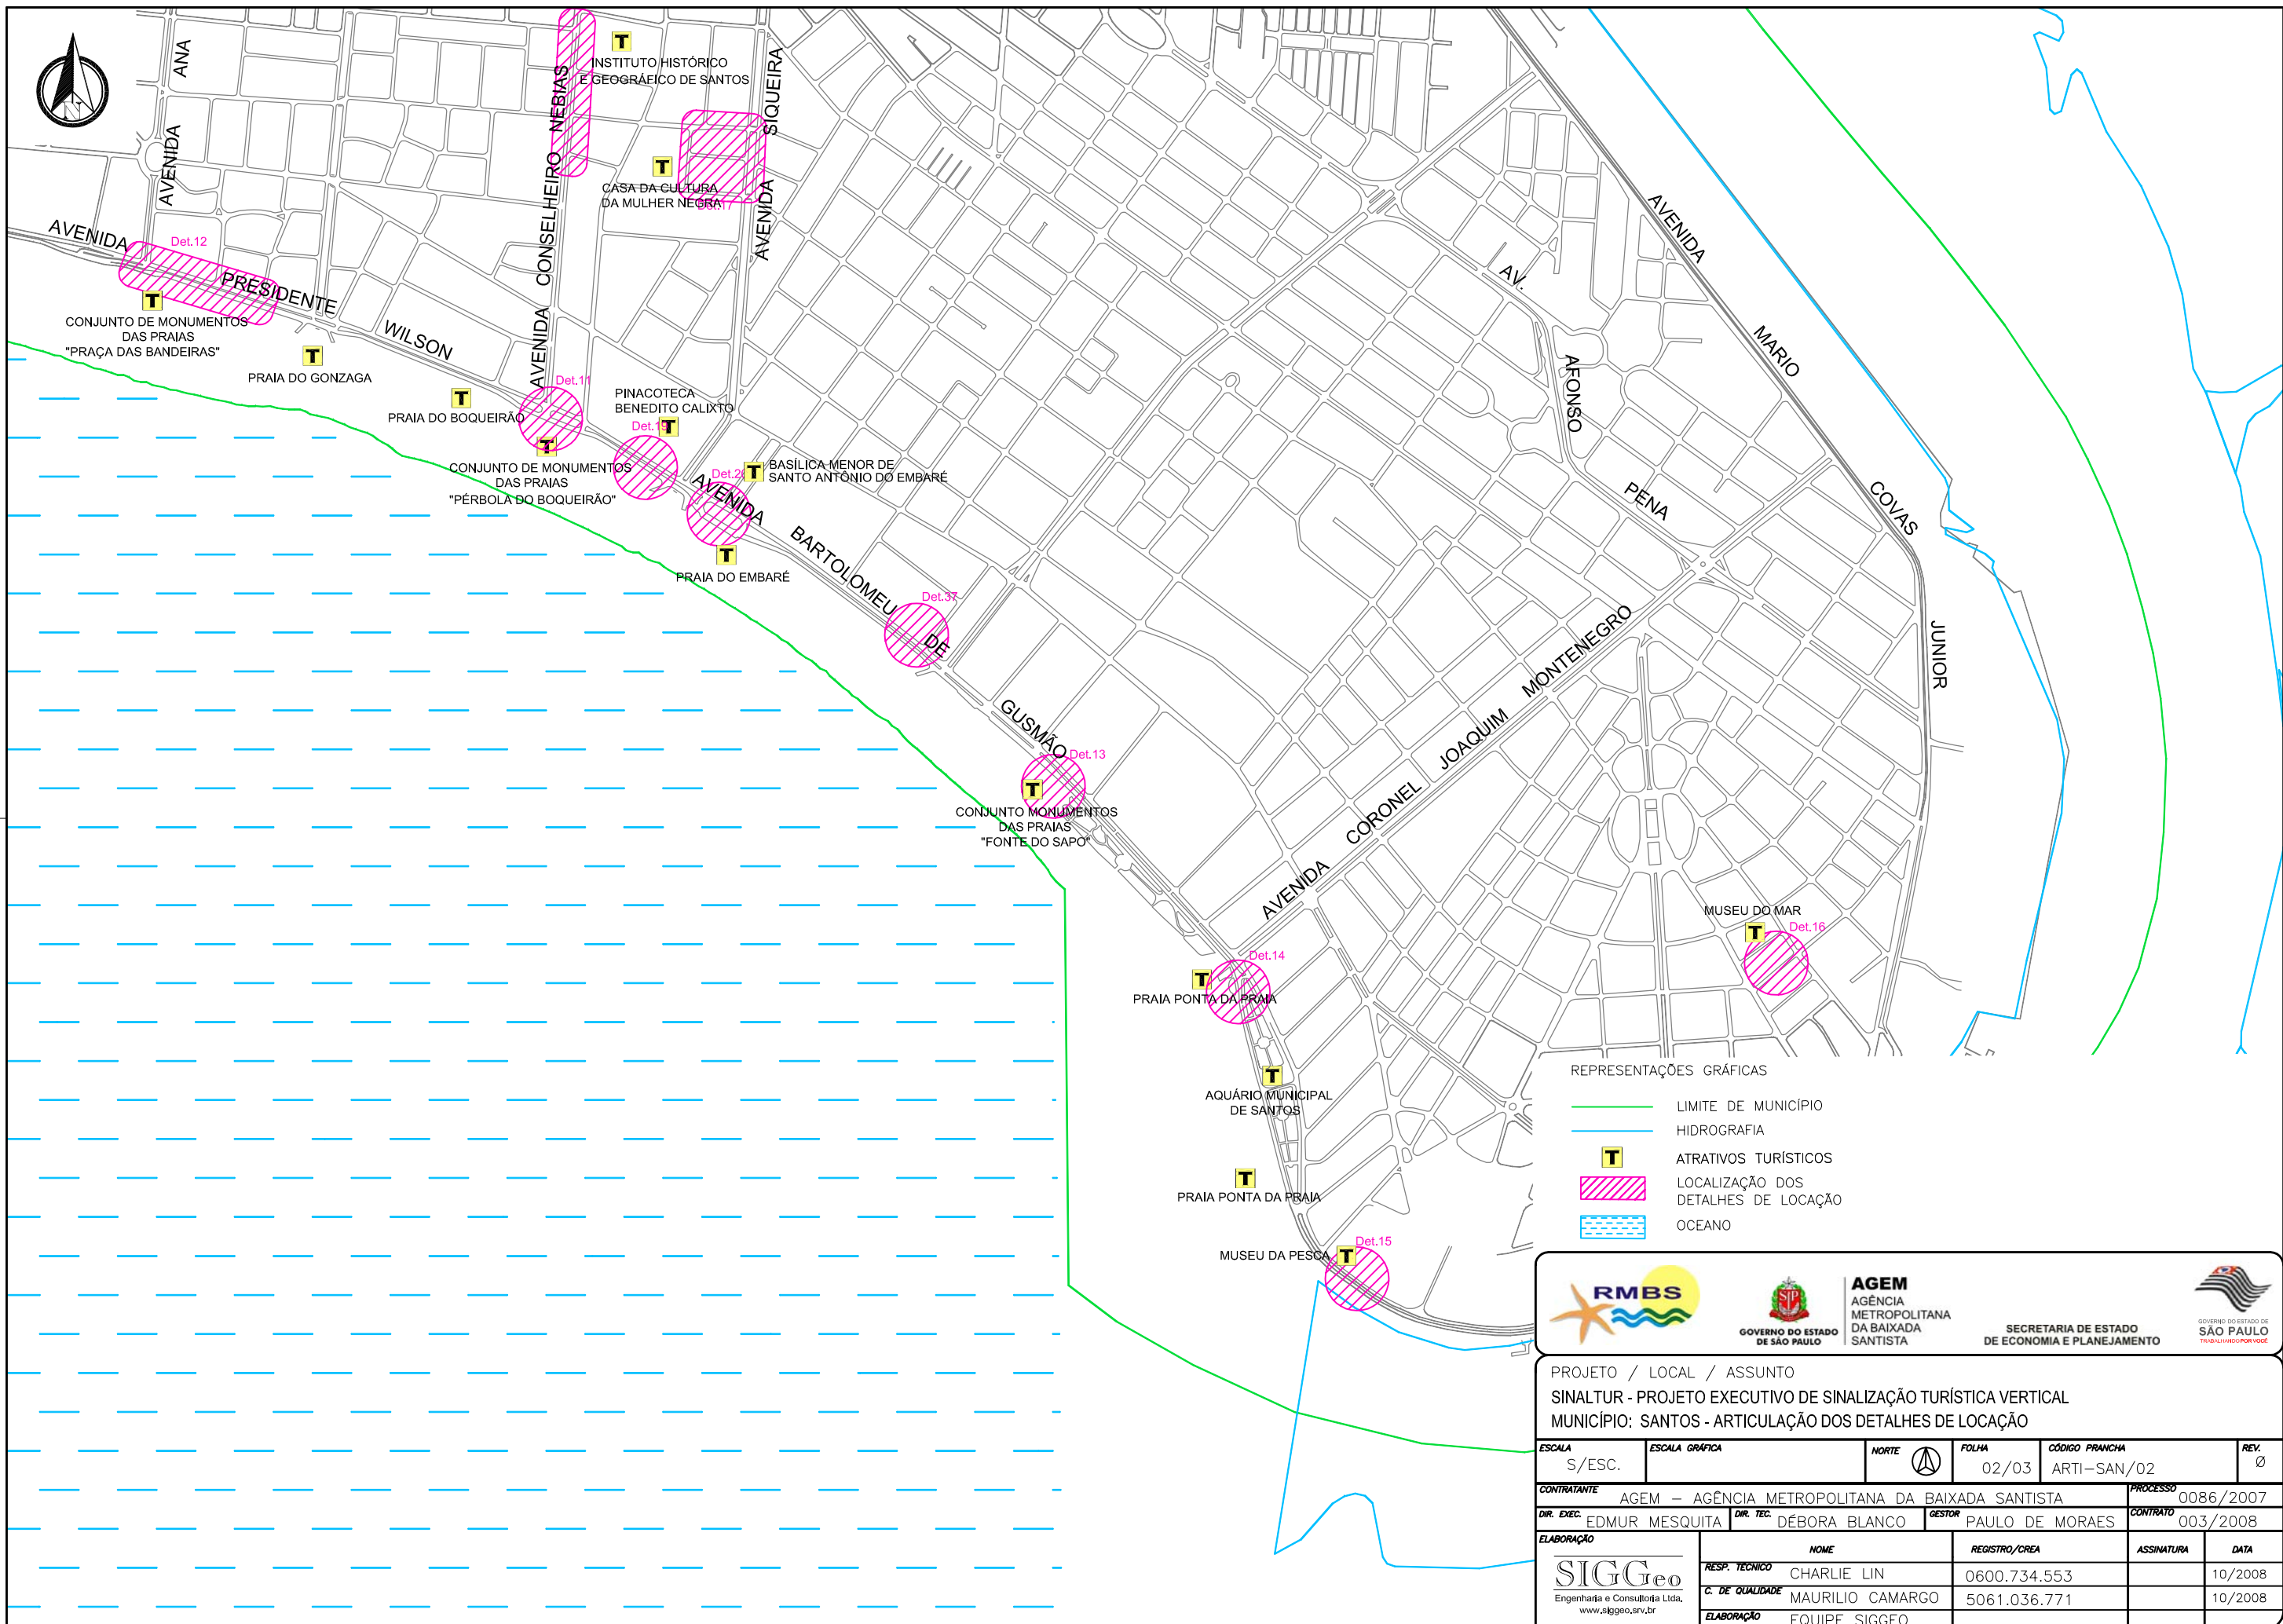 ANA
AVENIDA
AVENIDA
PRESIDENTE
WILSON
Det.12
CONJUNTO DE MONUMENTOS
DAS PRAIAS
"PRAÇA DAS BANDEIRAS"
PRAIA DO GONZAGA
NEBIAS
CONSELHEIRO
AVENIDA
INSTITUTO HISTÓRICO
E GEOGRÁFICO DE SANTOS
SIQUEIRA
AVENIDA
CASA DA CULTURA
DA MULHER NEGRA
Det.17
PRAIA DO BOQUEIRÃO
Det.11
CONJUNTO DE MONUMENTOS
DAS PRAIAS
"PÉRBOLA DO BOQUEIRÃO"
PINACOTECA
BENEDITO CALIXTO
Det.19
BASÍLICA MENOR DE
SANTO ANTÔNIO DO EMBARÉ
AVENIDA
BARTOLOMEU
DE
GUSMÃO
PRAIA DO EMBARÉ
Det.37
Det.13
CONJUNTO MONUMENTOS
DAS PRAIAS
"FONTE DO SAPO"
AVENIDA
MARIO
COVAS
JUNIOR
AV.
AFONSO
PENA
AVENIDA
CORONEL
JOAQUIM
MONTENEGRO
MUSEU DO MAR
Det.16
Det.14
PRAIA PONTA DA PRAIA
AQUÁRIO MUNICIPAL
DE SANTOS
PRAIA PONTA DA PRAIA
MUSEU DA PESCA
Det.15
N
REPRESENTAÇÕES GRÁFICAS
LIMITE DE MUNICÍPIO
HIDROGRAFIA
T ATRATIVOS TURÍSTICOS
LOCALIZAÇÃO DOS
DETALHES DE LOCAÇÃO
OCEANO
RMBS
SP
GOVERNO DO ESTADO
DE SÃO PAULO
AGEM
AGÊNCIA
METROPOLITANA
DA BAIXADA
SANTISTA
SECRETARIA DE ESTADO
DE ECONOMIA E PLANEJAMENTO
GOVERNO DO ESTADO DE
SÃO PAULO
TRABALHANDO POR VOCÊ
PROJETO / LOCAL / ASSUNTO
SINALTUR - PROJETO EXECUTIVO DE SINALIZAÇÃO TURÍSTICA VERTICAL
MUNICÍPIO: SANTOS - ARTICULAÇÃO DOS DETALHES DE LOCAÇÃO
ESCALA S/ESC.
ESCALA GRÁFICA
NORTE
FOLHA 02/03
CÓDIGO PRANCHA ARTI-SAN/02
REV. Ø
CONTRATANTE AGEM - AGÊNCIA METROPOLITANA DA BAIXADA SANTISTA
PROCESSO 0086/2007
DIR. EXEC. EDMUR MESQUITA
DIR. TEC. DÉBORA BLANCO
GESTOR PAULO DE MORAES
CONTRATO 003/2008
ELABORAÇÃO
SIGGeo
Engenharia e Consultoria Ltda.
www.siggeo.srv.br
NOME REGISTRO/CREA ASSINATURA DATA
RESP. TÉCNICO CHARLIE LIN 0600.734.553 10/2008
C. DE QUALIDADE MAURILIO CAMARGO 5061.036.771 10/2008
ELABORAÇÃO EQUIPE SIGGEO